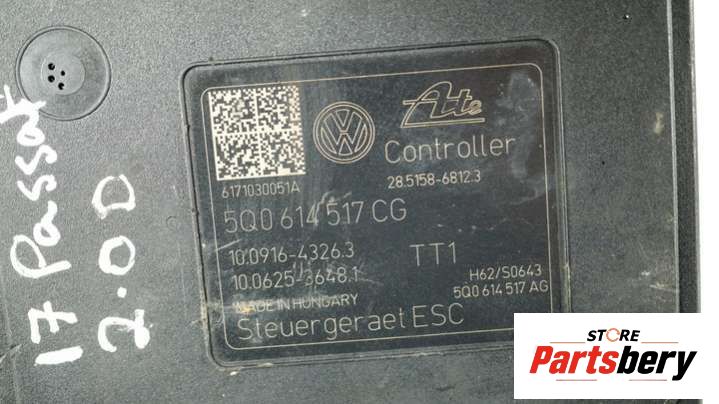 17 Passat
2.0D
Ate
Controller
6171030051A
28.5158-6812.3
5Q0 614 517 CG
10.0916-4326.3
TT1
10.0625-3648.1
H62/S0643
MADE IN HUNGARY
5Q0 614 517 AG
Steuergeraet ESC
STORE
Partsbery